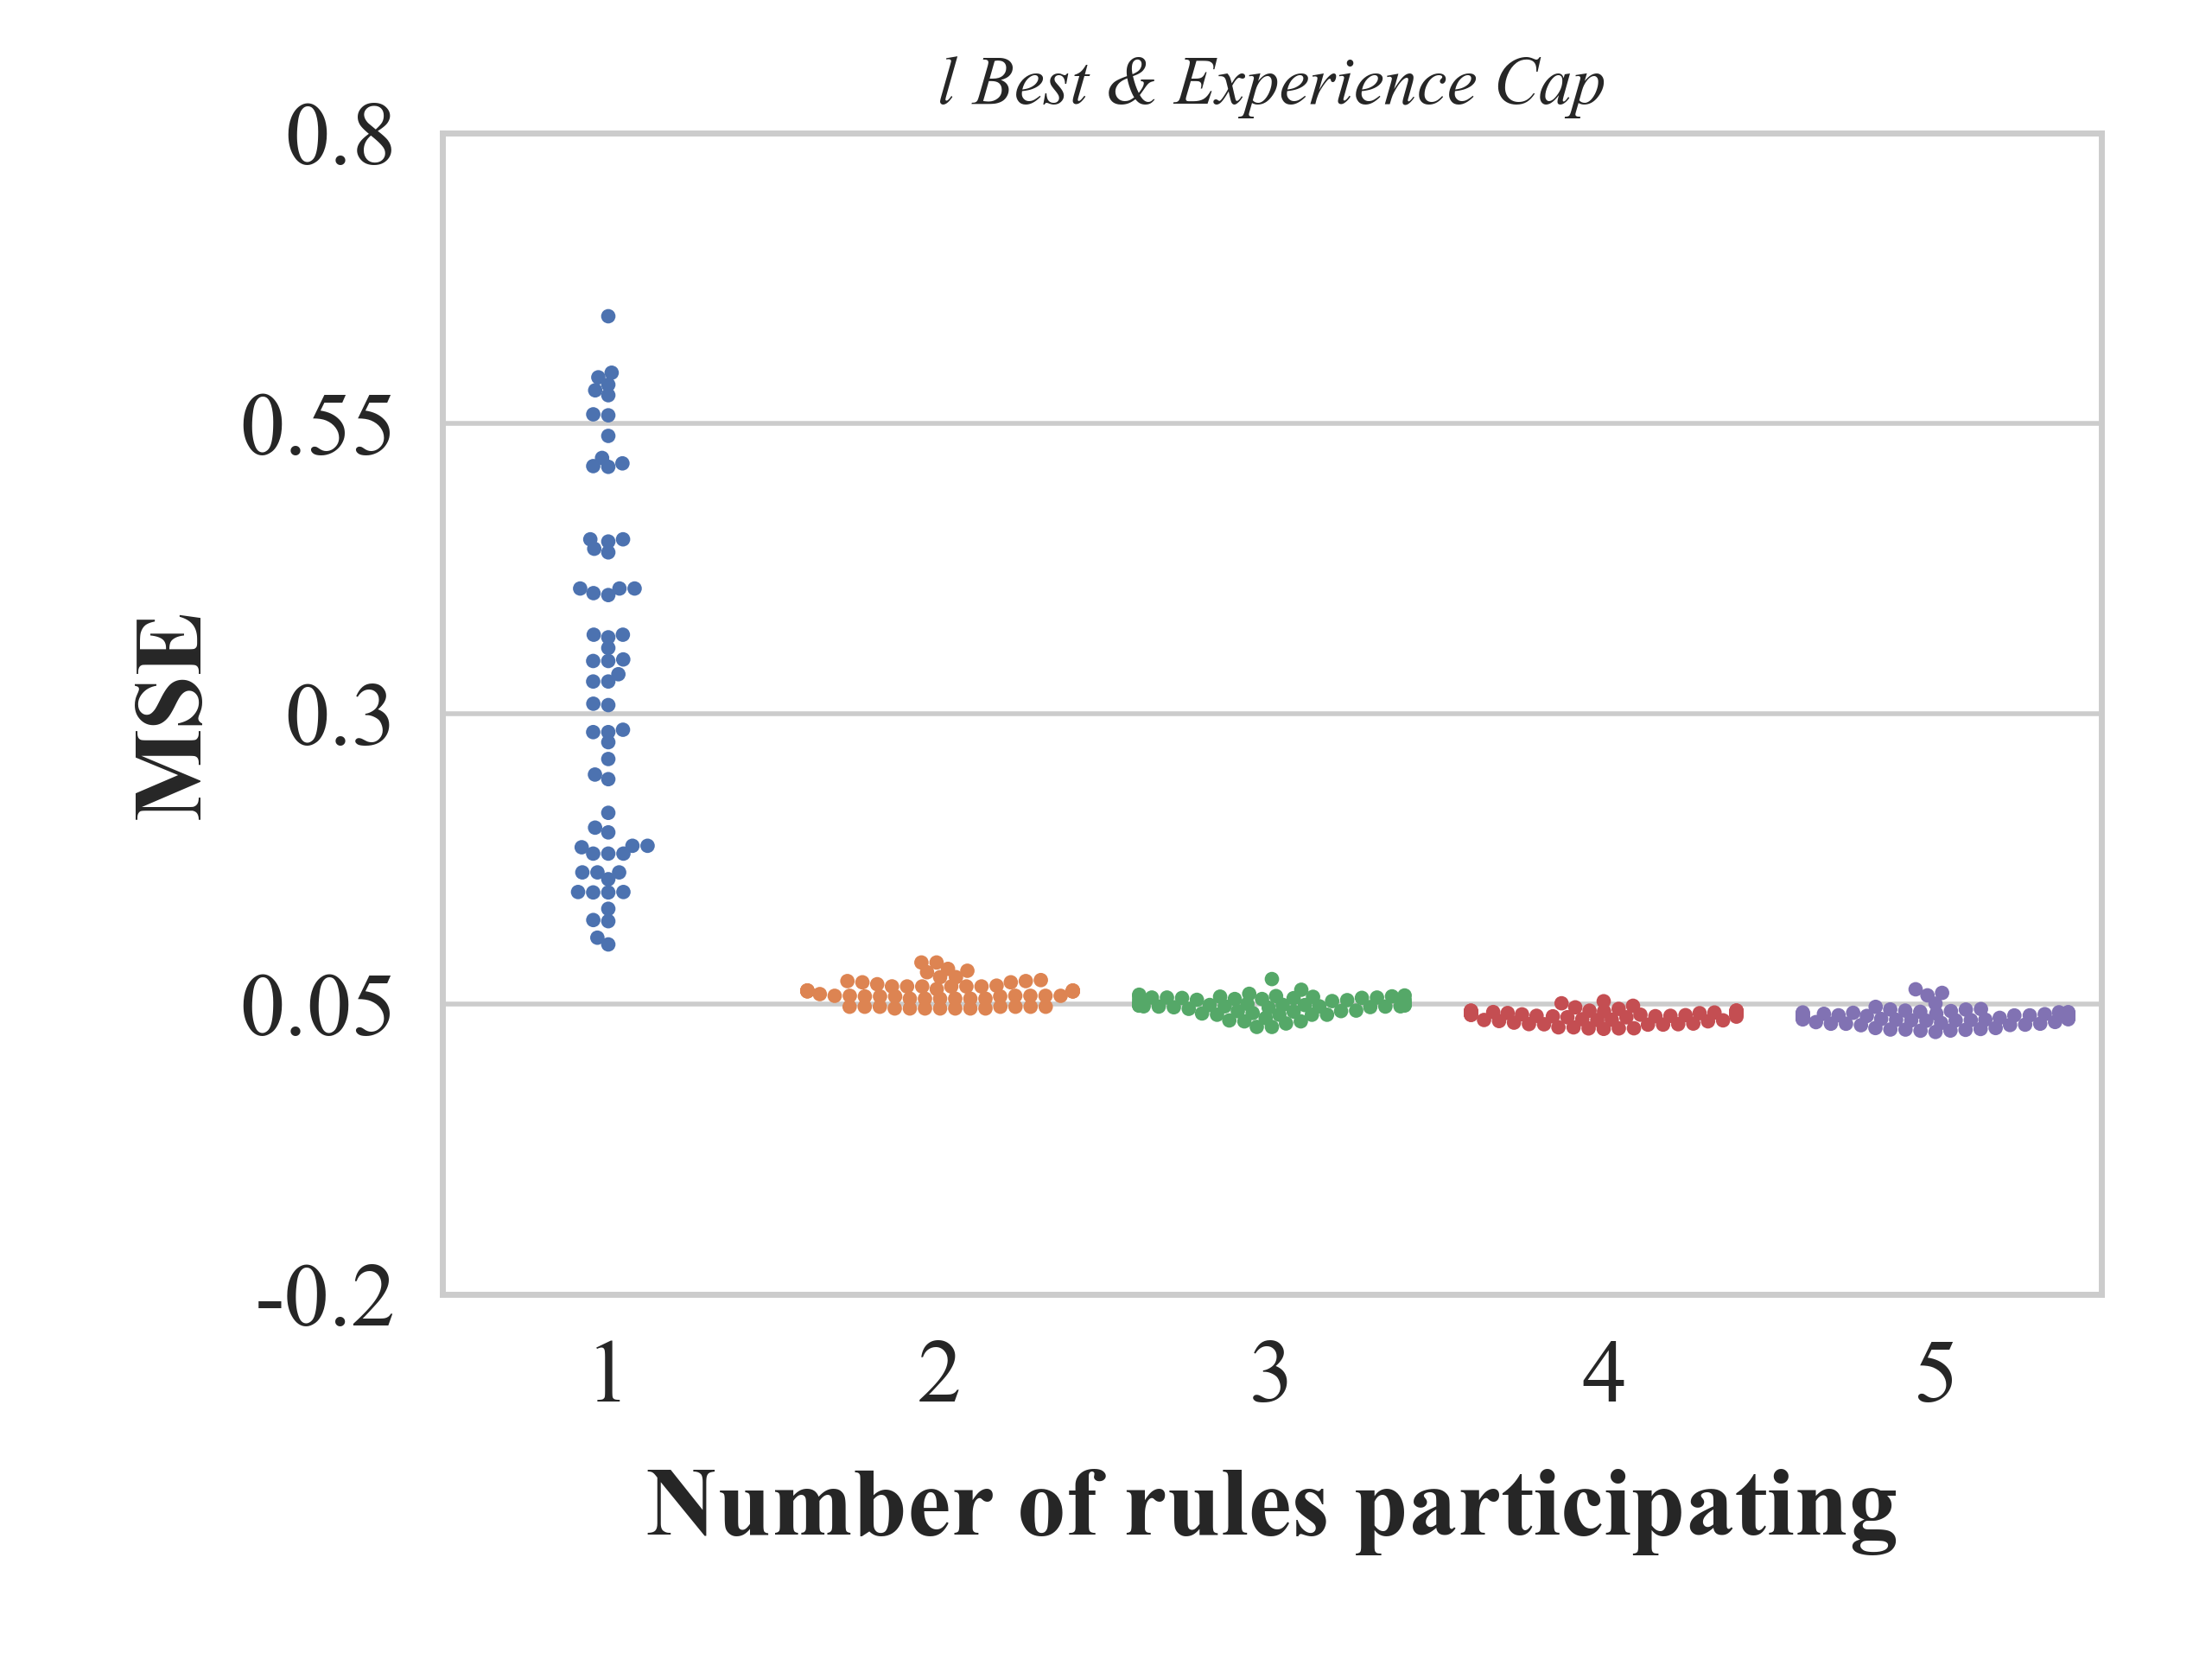 l Best & Experience Cap
0.8
0.55
0.3
0.05
-0.2
MSE
1 2 3 4 5
Number of rules participating